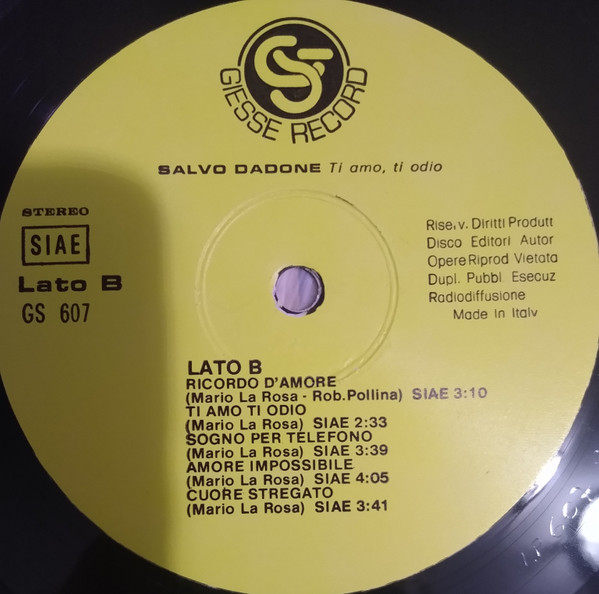 GIESSE RECORD
SALVO DADONE Ti amo, ti odio
STEREO
SIAE
Lato B
GS 607
Riserv. Diritti Produtt
Disco Editori Autor
Opere Riprod Vietata
Dupl. Pubbl. Esecuz
Radiodiffusione
Made in Italy
LATO B
RICORDO D'AMORE
(Mario La Rosa - Rob.Pollina) SIAE 3:10
TI AMO TI ODIO
(Mario La Rosa) SIAE 2:33
SOGNO PER TELEFONO
(Mario La Rosa) SIAE 3:39
AMORE IMPOSSIBILE
(Mario La Rosa) SIAE 4:05
CUORE STREGATO
(Mario La Rosa) SIAE 3:41